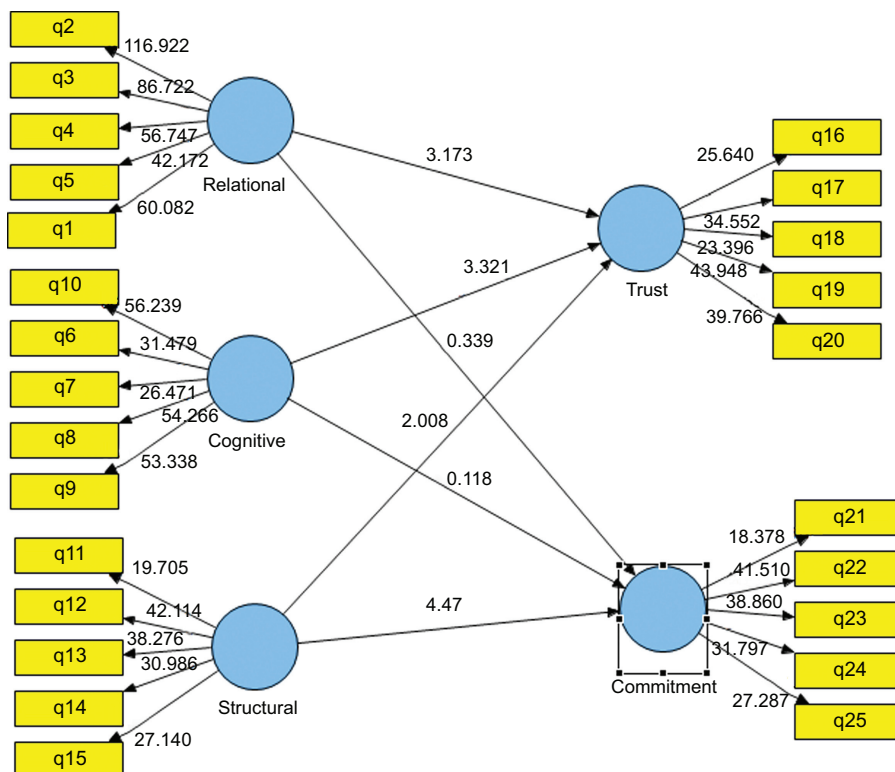 q2
116.922
q3
86.722
q4
56.747
q5
42.172
q1
60.082
Relational
q10
56.239
q6
31.479
q7
26.471
q8
54.266
q9
53.338
Cognitive
q11
19.705
q12
42.114
q13
38.276
q14
30.986
q15
27.140
Structural
3.173
3.321
0.339
2.008
0.118
4.47
q16
25.640
q17
34.552
q18
23.396
q19
43.948
q20
39.766
Trust
q21
18.378
q22
41.510
q23
38.860
q24
31.797
q25
27.287
Commitment